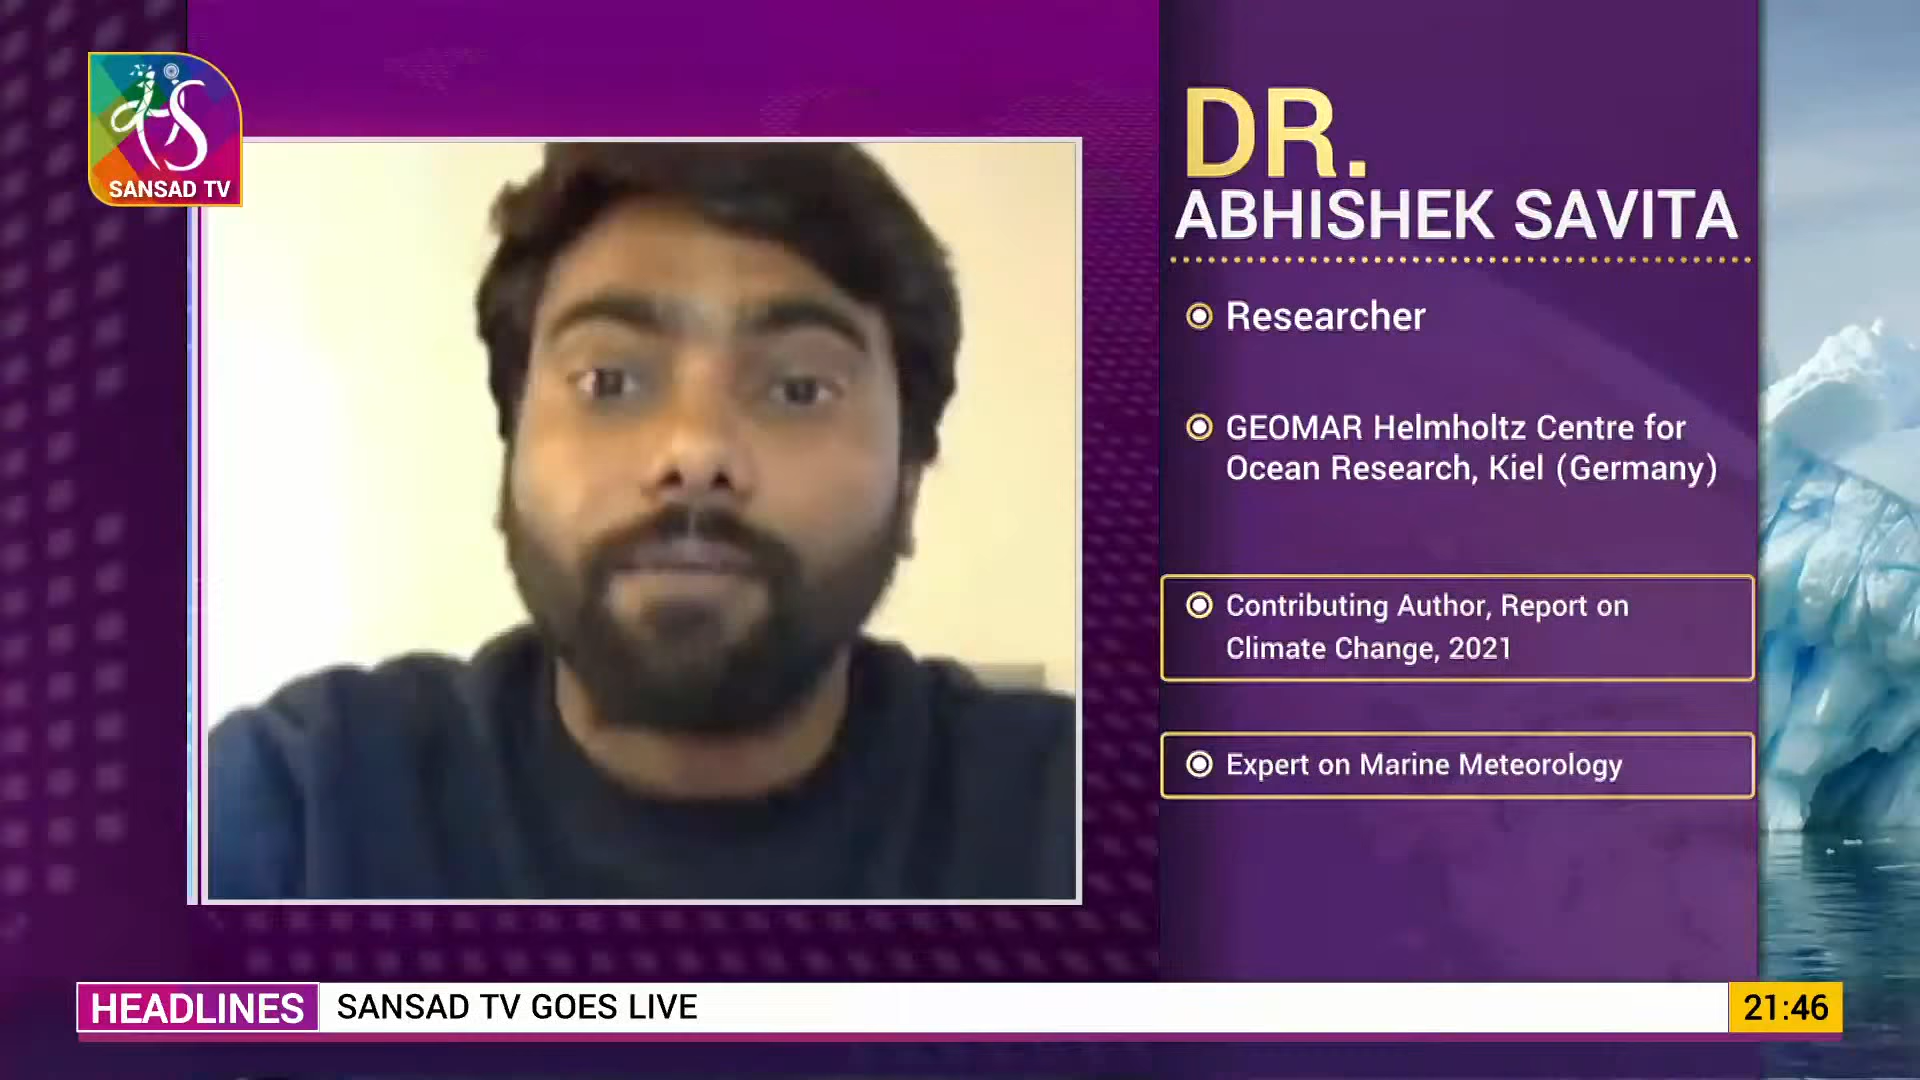 SANSAD TV
DR.
ABHISHEK SAVITA
Researcher
GEOMAR Helmholtz Centre for
Ocean Research, Kiel (Germany)
Contributing Author, Report on
Climate Change, 2021
Expert on Marine Meteorology
HEADLINES SANSAD TV GOES LIVE 21:46